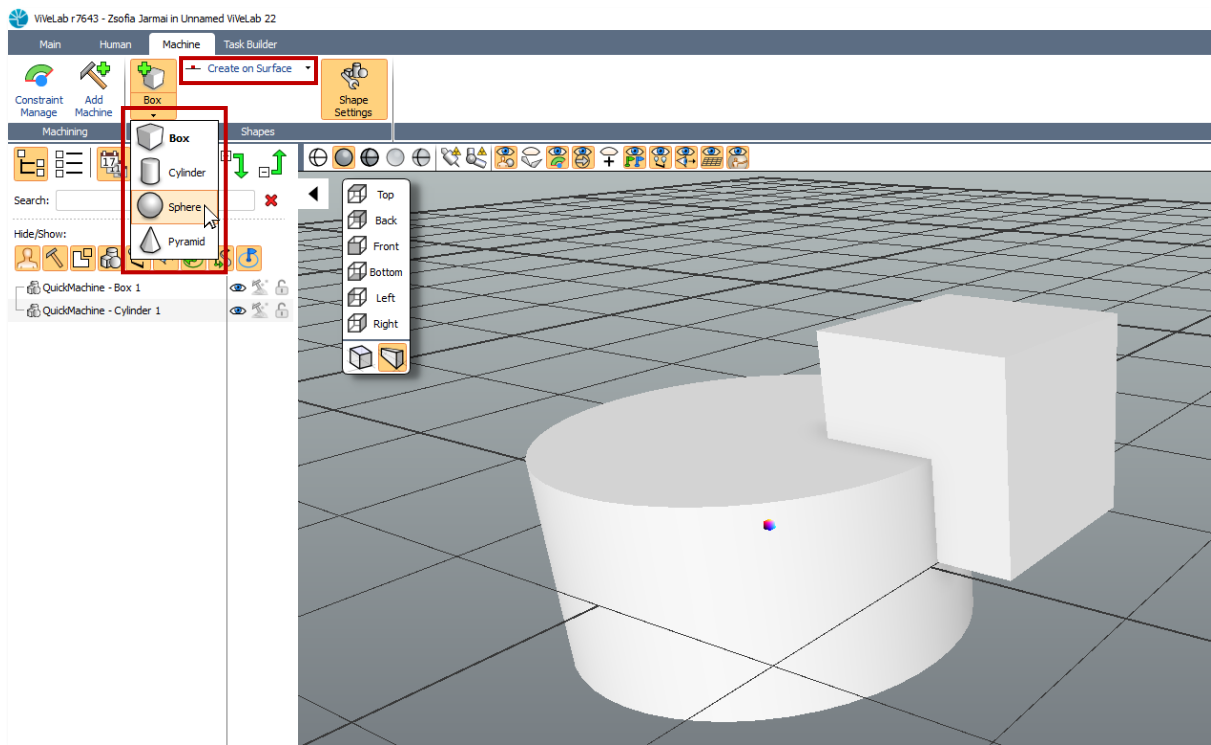 ViVeLab r7643 - Zsofia Jarmai in Unnamed ViVeLab 22
Main Human Machine Task Builder
Create on Surface
Constraint
Manage
Add
Machine
Box
Shape
Settings
Machining
Shapes
Box
Cylinder
Sphere
Pyramid
17
Search:
Hide/Show:
QuickMachine - Box 1
QuickMachine - Cylinder 1
Top
Back
Front
Bottom
Left
Right